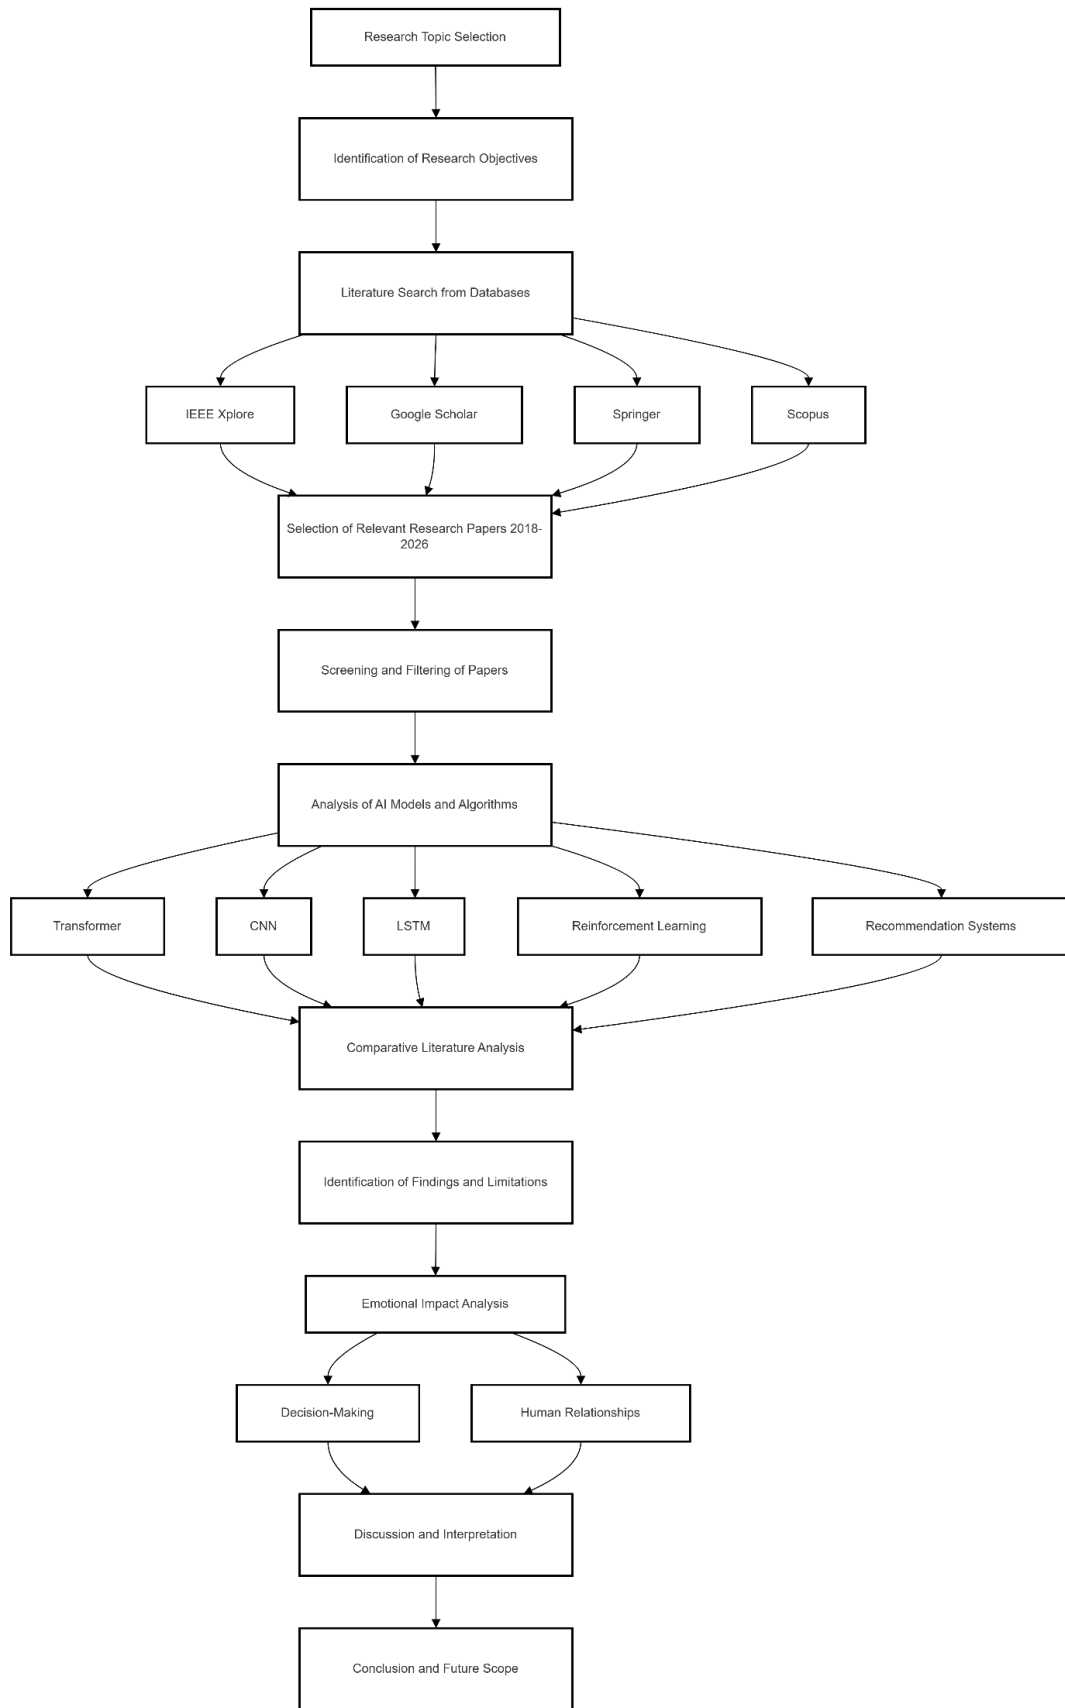 Research Topic Selection
Identification of Research Objectives
Literature Search from Databases
IEEE Xplore
Google Scholar
Springer
Scopus
Selection of Relevant Research Papers 2018-
2026
Screening and Filtering of Papers
Analysis of AI Models and Algorithms
Transformer
CNN
LSTM
Reinforcement Learning
Recommendation Systems
Comparative Literature Analysis
Identification of Findings and Limitations
Emotional Impact Analysis
Decision-Making
Human Relationships
Discussion and Interpretation
Conclusion and Future Scope